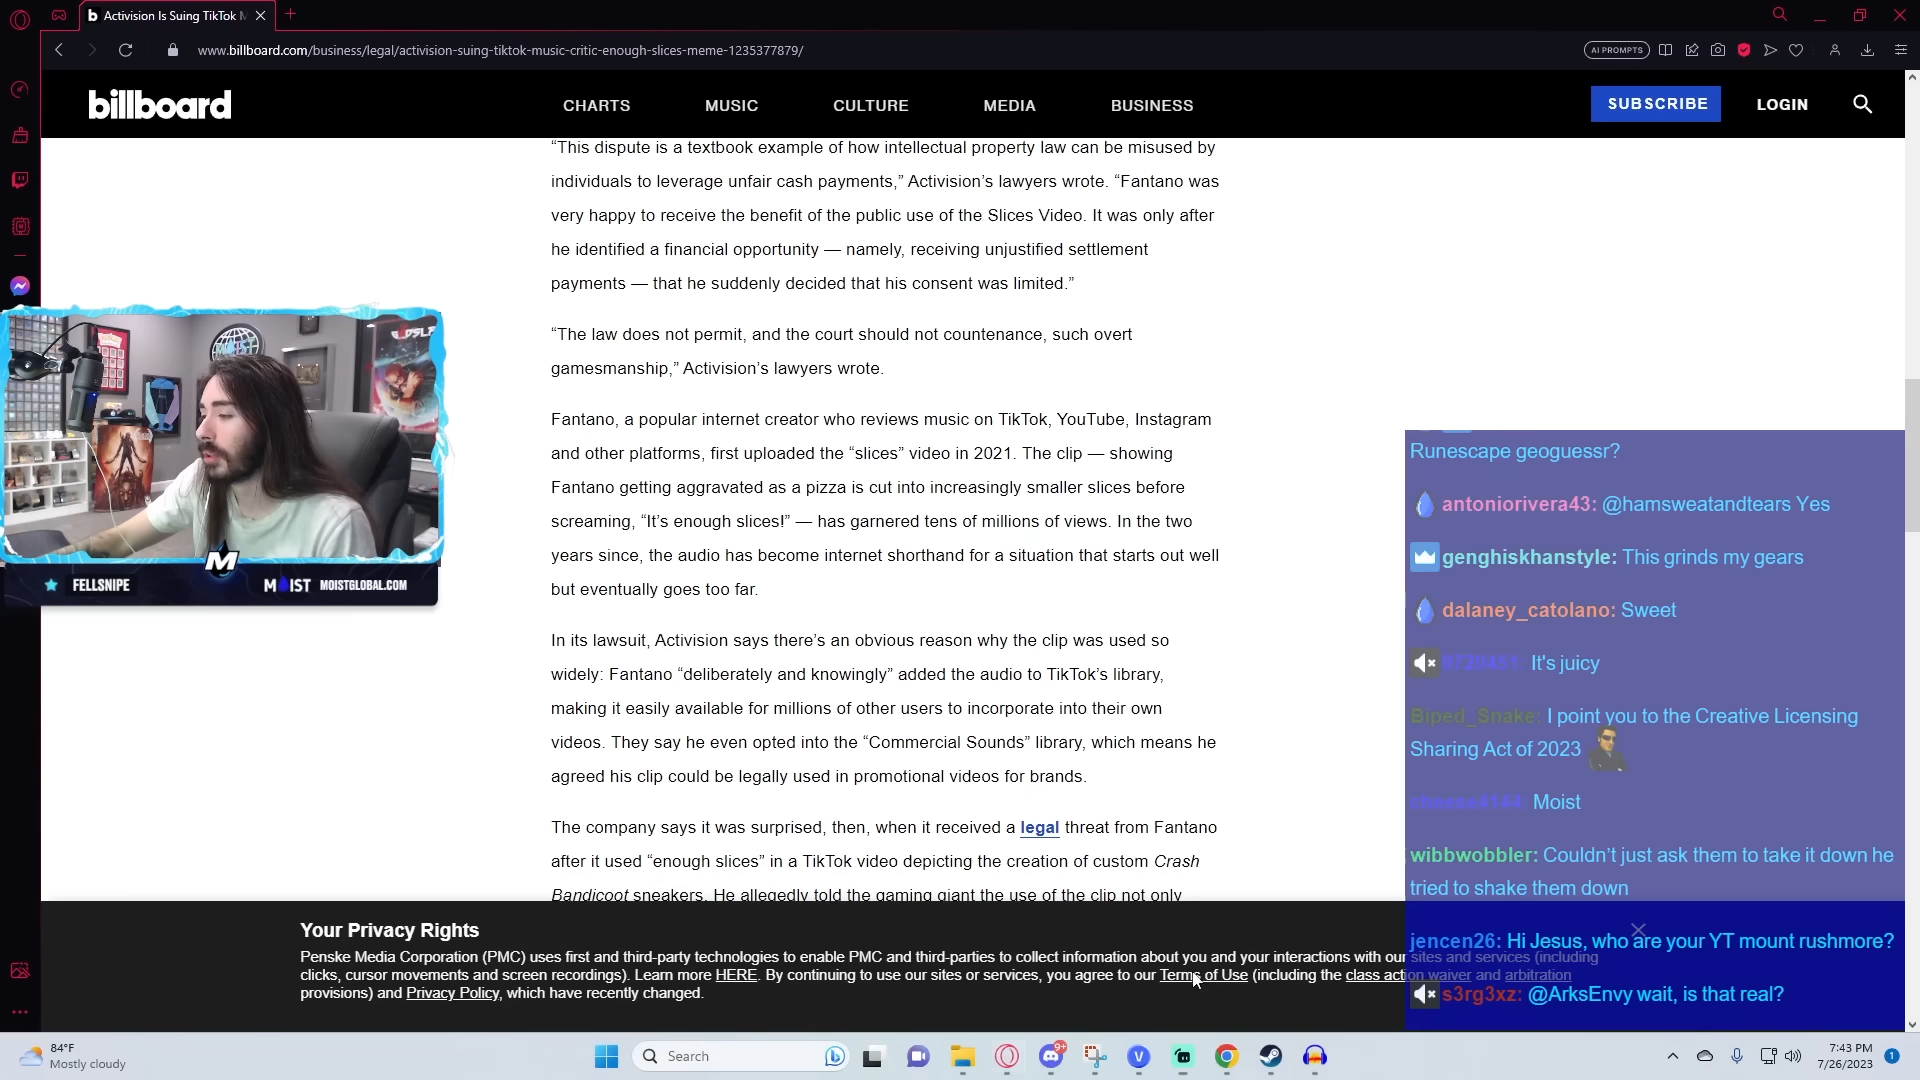 Activision Is Suing TikTok M
www.billboard.com/business/legal/activision-suing-tiktok-music-critic-enough-slices-meme-1235377879/
AI PROMPTS
billboard
CHARTS
MUSIC
CULTURE
MEDIA
BUSINESS
SUBSCRIBE
LOGIN
“This dispute is a textbook example of how intellectual property law can be misused by
individuals to leverage unfair cash payments,” Activision’s lawyers wrote. “Fantano was
very happy to receive the benefit of the public use of the Slices Video. It was only after
he identified a financial opportunity — namely, receiving unjustified settlement
payments — that he suddenly decided that his consent was limited.”
“The law does not permit, and the court should not countenance, such overt
gamesmanship,” Activision’s lawyers wrote.
Fantano, a popular internet creator who reviews music on TikTok, YouTube, Instagram
and other platforms, first uploaded the “slices” video in 2021. The clip — showing
Fantano getting aggravated as a pizza is cut into increasingly smaller slices before
screaming, “It’s enough slices!” — has garnered tens of millions of views. In the two
years since, the audio has become internet shorthand for a situation that starts out well
but eventually goes too far.
In its lawsuit, Activision says there’s an obvious reason why the clip was used so
widely: Fantano “deliberately and knowingly” added the audio to TikTok’s library,
making it easily available for millions of other users to incorporate into their own
videos. They say he even opted into the “Commercial Sounds” library, which means he
agreed his clip could be legally used in promotional videos for brands.
The company says it was surprised, then, when it received a legal threat from Fantano
after it used “enough slices” in a TikTok video depicting the creation of custom Crash
Bandicoot sneakers. He allegedly told the gaming giant the use of the clip not only
MOIST
M
FELLSNIPE
MOIST MOISTGLOBAL.COM
Runescape geoguessr?
antoniorivera43: @hamsweatandtears Yes
genghiskhanstyle: This grinds my gears
dalaney_catolano: Sweet
It's juicy
Biped_Snake: I point you to the Creative Licensing
Sharing Act of 2023
Moist
wibbwobbler: Couldn’t just ask them to take it down he
tried to shake them down
jencen26: Hi Jesus, who are your YT mount rushmore?
s3rg3xz: @ArksEnvy wait, is that real?
Your Privacy Rights
Penske Media Corporation (PMC) uses first and third-party technologies to enable PMC and third-parties to collect information about you and your interactions with our sites and services (including
clicks, cursor movements and screen recordings). Learn more HERE. By continuing to use our sites or services, you agree to our Terms of Use (including the class action waiver and arbitration
provisions) and Privacy Policy, which have recently changed.
84°F
Mostly cloudy
Search
9+
7:43 PM
7/26/2023
1